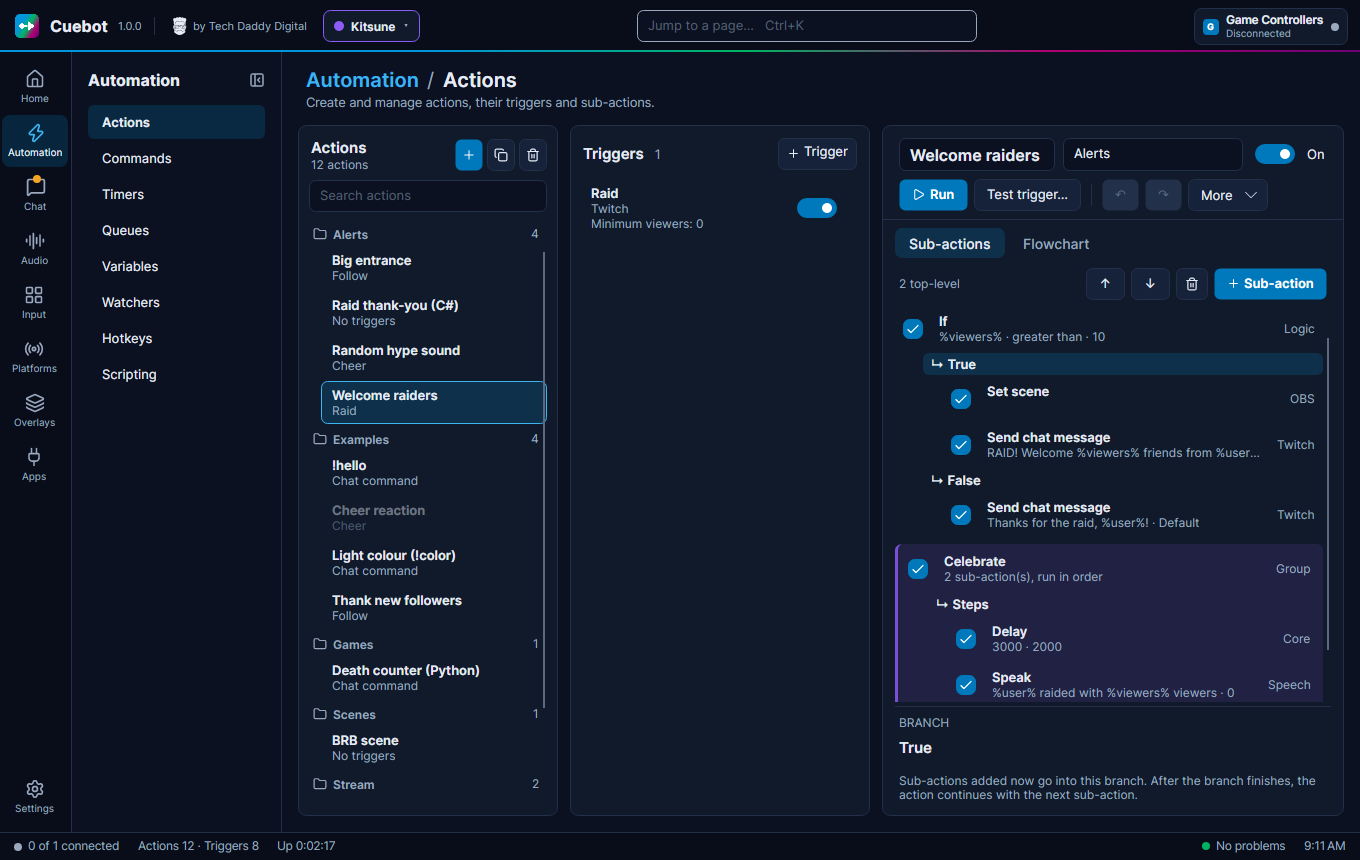 Cuebot 1.0.0 by Tech Daddy Digital Kitsune
Jump to a page... Ctrl+K
G Game Controllers
Disconnected
Home
Automation
Chat
Audio
Input
Platforms
Overlays
Apps
Settings
Automation
Actions
Commands
Timers
Queues
Variables
Watchers
Hotkeys
Scripting
Automation / Actions
Create and manage actions, their triggers and sub-actions.
Actions
12 actions
Search actions
Alerts 4
Big entrance
Follow
Raid thank-you (C#)
No triggers
Random hype sound
Cheer
Welcome raiders
Raid
Examples 4
!hello
Chat command
Cheer reaction
Cheer
Light colour (!color)
Chat command
Thank new followers
Follow
Games 1
Death counter (Python)
Chat command
Scenes 1
BRB scene
No triggers
Stream 2
Triggers 1
+ Trigger
Raid
Twitch
Minimum viewers: 0
Welcome raiders Alerts On
Run Test trigger... More
Sub-actions Flowchart
2 top-level + Sub-action
If
%viewers% · greater than · 10
Logic
True
Set scene
OBS
Send chat message
RAID! Welcome %viewers% friends from %user...
Twitch
False
Send chat message
Thanks for the raid, %user%! · Default
Twitch
Celebrate
2 sub-action(s), run in order
Group
Steps
Delay
3000 · 2000
Core
Speak
%user% raided with %viewers% viewers · 0
Speech
BRANCH
True
Sub-actions added now go into this branch. After the branch finishes, the
action continues with the next sub-action.
0 of 1 connected Actions 12 · Triggers 8 Up 0:02:17
No problems 9:11 AM